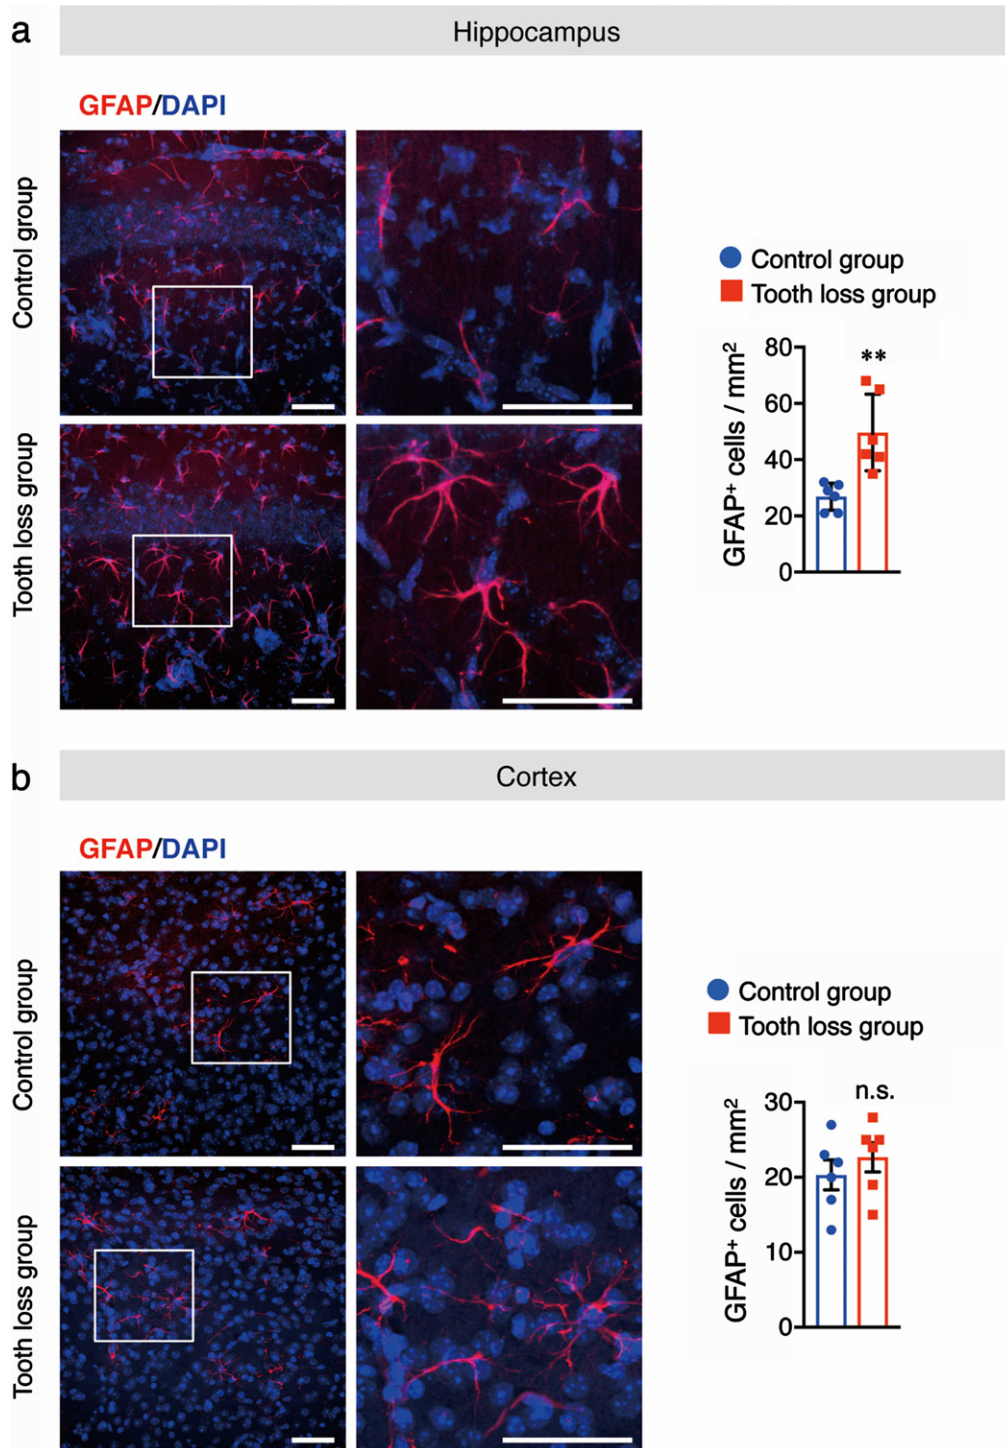 a
Hippocampus
GFAP/DAPI
Control group
Tooth loss group
Control group
Tooth loss group
GFAP⁺ cells / mm²
80
60
40
20
0
**
b
Cortex
GFAP/DAPI
Control group
Tooth loss group
Control group
Tooth loss group
GFAP⁺ cells / mm²
30
20
10
0
n.s.